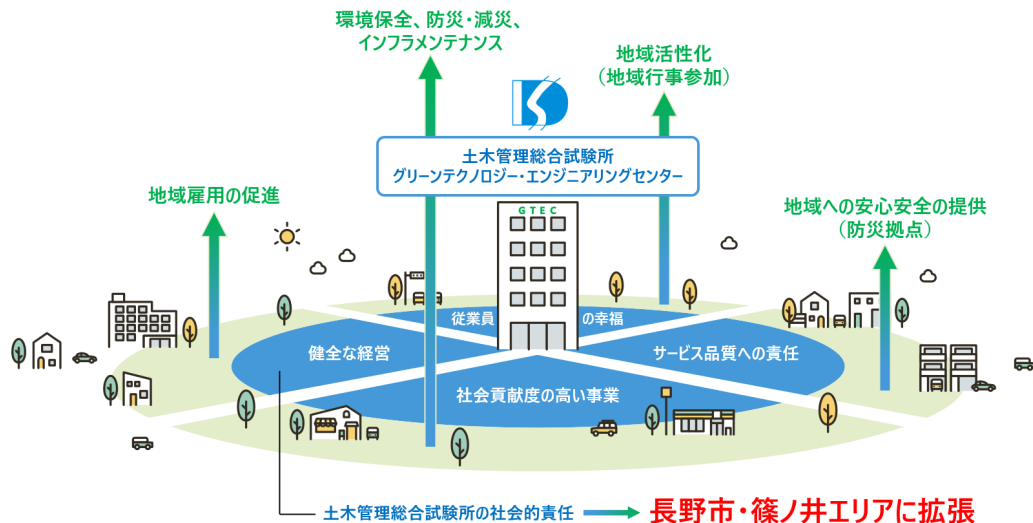 環境保全、防災・減災、
インフラメンテナンス
地域活性化
（地域行事参加）
土木管理総合試験所
グリーンテクノロジー・エンジニアリングセンター
地域雇用の促進
地域への安心安全の提供
（防災拠点）
GTEC
従業員の幸福
健全な経営
サービス品質への責任
社会貢献度の高い事業
土木管理総合試験所の社会的責任
長野市・篠ノ井エリアに拡張